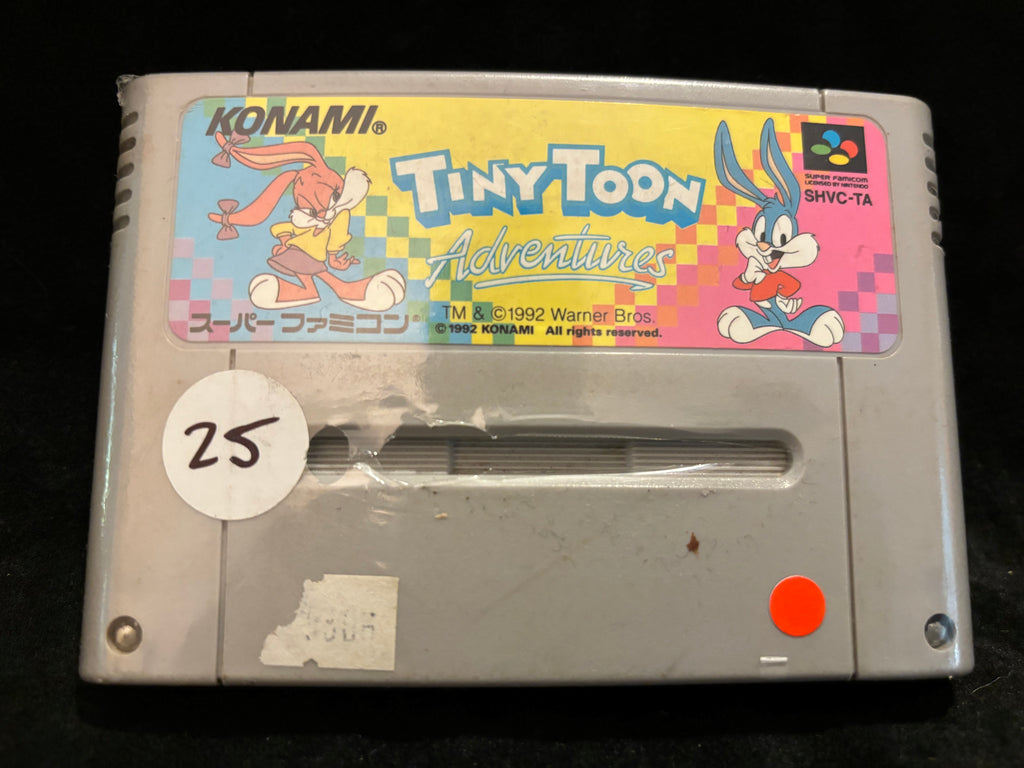 KONAMI®
TINY TOON
Adventures
SUPER FAMICOM
LICENSED BY NINTENDO
SHVC-TA
スーパーファミコン®
TM & ©1992 Warner Bros.
©1992 KONAMI All rights reserved.
25